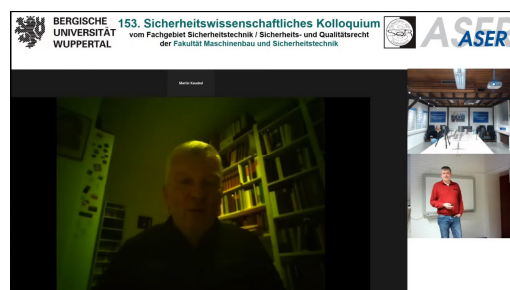 BERGISCHE
UNIVERSITÄT
WUPPERTAL
153. Sicherheitswissenschaftliches Kolloquium
vom Fachgebiet Sicherheitstechnik / Sicherheits- und Qualitätsrecht
der Fakultät Maschinenbau und Sicherheitstechnik
ASER